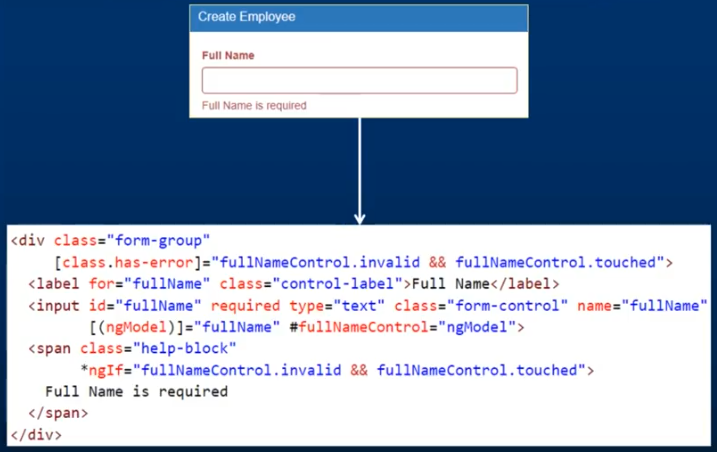 Create Employee
Full Name
Full Name is required
<div class="form-group"
[class.has-error]="fullNameControl.invalid && fullNameControl.touched">
<label for="fullName" class="control-label">Full Name</label>
<input id="fullName" required type="text" class="form-control" name="fullName"
[(ngModel)]="fullName" #fullNameControl="ngModel">
<span class="help-block"
*ngIf="fullNameControl.invalid && fullNameControl.touched">
Full Name is required
</span>
</div>